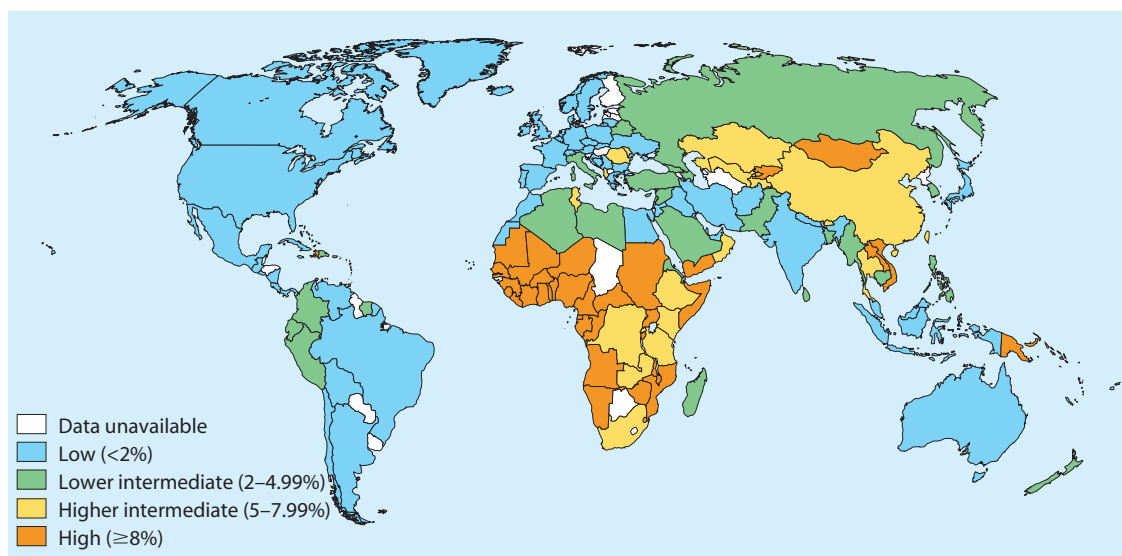 Data unavailable
Low (<2%)
Lower intermediate (2–4.99%)
Higher intermediate (5–7.99%)
High (≥8%)